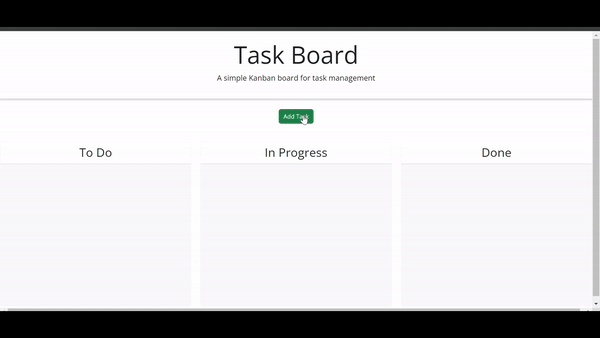 Task Board
A simple Kanban board for task management
Add Task
To Do
In Progress
Done